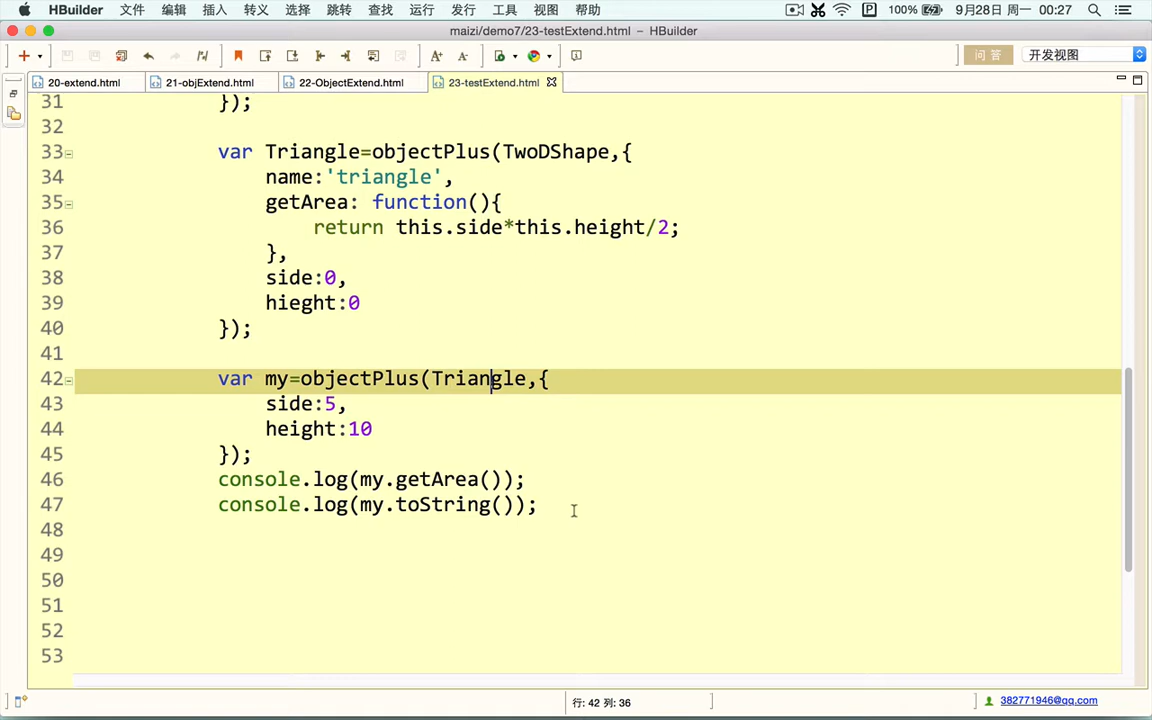 HBuilder 文件 编辑 插入 转义 选择 跳转 查找 运行 发行 工具 视图 帮助 P 100% 9月28日 周一 00:27
maizi/demo7/23-testExtend.html – HBuilder
A+ A- 问 答 开发视图
20-extend.html 21-objExtend.html 22-ObjectExtend.html 23-testExtend.html
31 });
32
33 var Triangle=objectPlus(TwoDShape,{
34 name:'triangle',
35 getArea: function(){
36 return this.side*this.height/2;
37 },
38 side:0,
39 hieght:0
40 });
41
42 var my=objectPlus(Triangle,{
43 side:5,
44 height:10
45 });
46 console.log(my.getArea());
47 console.log(my.toString());
48
49
50
51
52
53
行: 42 列: 36 382771946@qq.com